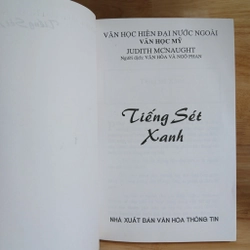 VĂN HỌC HIỆN ĐẠI NƯỚC NGOÀI
VĂN HỌC MỸ
JUDITH MCNAUGHT
Người dịch: VĂN HÒA VÀ NGÔ PHAN
Tiếng Sét
Xanh
NHÀ XUẤT BẢN VĂN HÓA THÔNG TIN